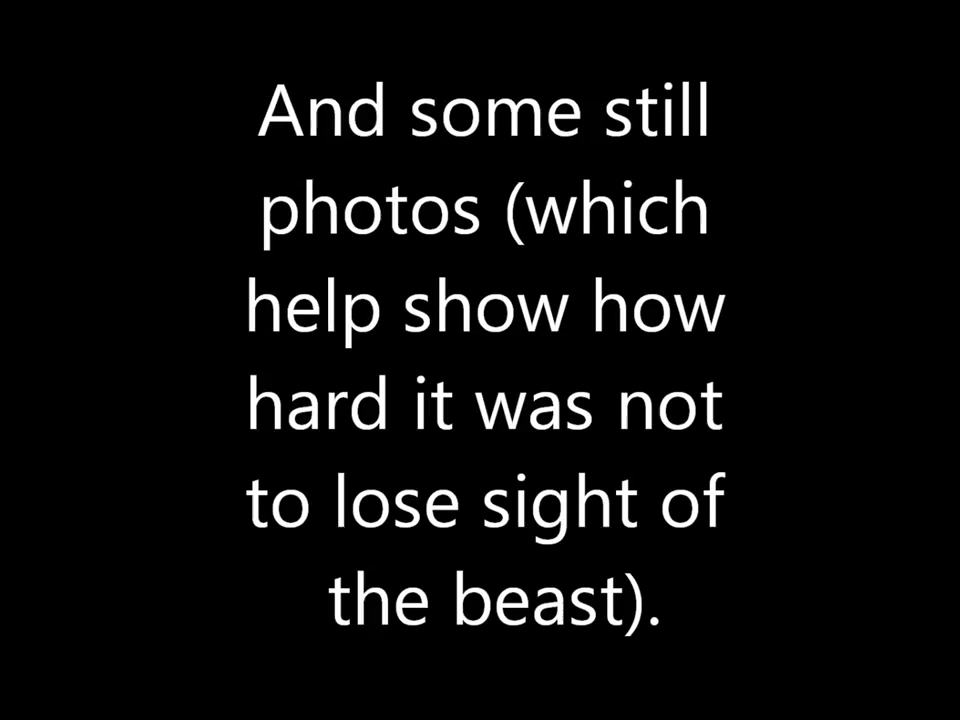 And some still
photos (which
help show how
hard it was not
to lose sight of
the beast).